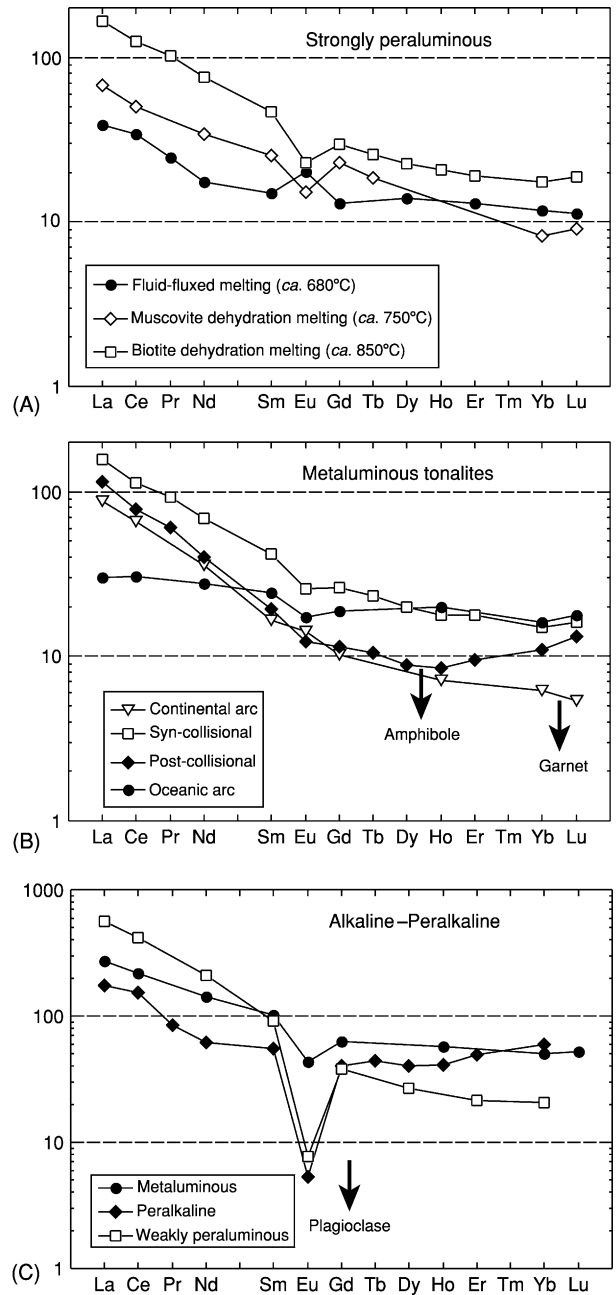 Strongly peraluminous
100
10
1
Fluid-fluxed melting (ca. 680°C)
Muscovite dehydration melting (ca. 750°C)
Biotite dehydration melting (ca. 850°C)
(A)
La Ce Pr Nd Sm Eu Gd Tb Dy Ho Er Tm Yb Lu
Metaluminous tonalites
100
10
1
Amphibole
Garnet
Continental arc
Syn-collisional
Post-collisional
Oceanic arc
(B)
La Ce Pr Nd Sm Eu Gd Tb Dy Ho Er Tm Yb Lu
1000
Alkaline–Peralkaline
100
10
1
Plagioclase
Metaluminous
Peralkaline
Weakly peraluminous
(C)
La Ce Pr Nd Sm Eu Gd Tb Dy Ho Er Tm Yb Lu